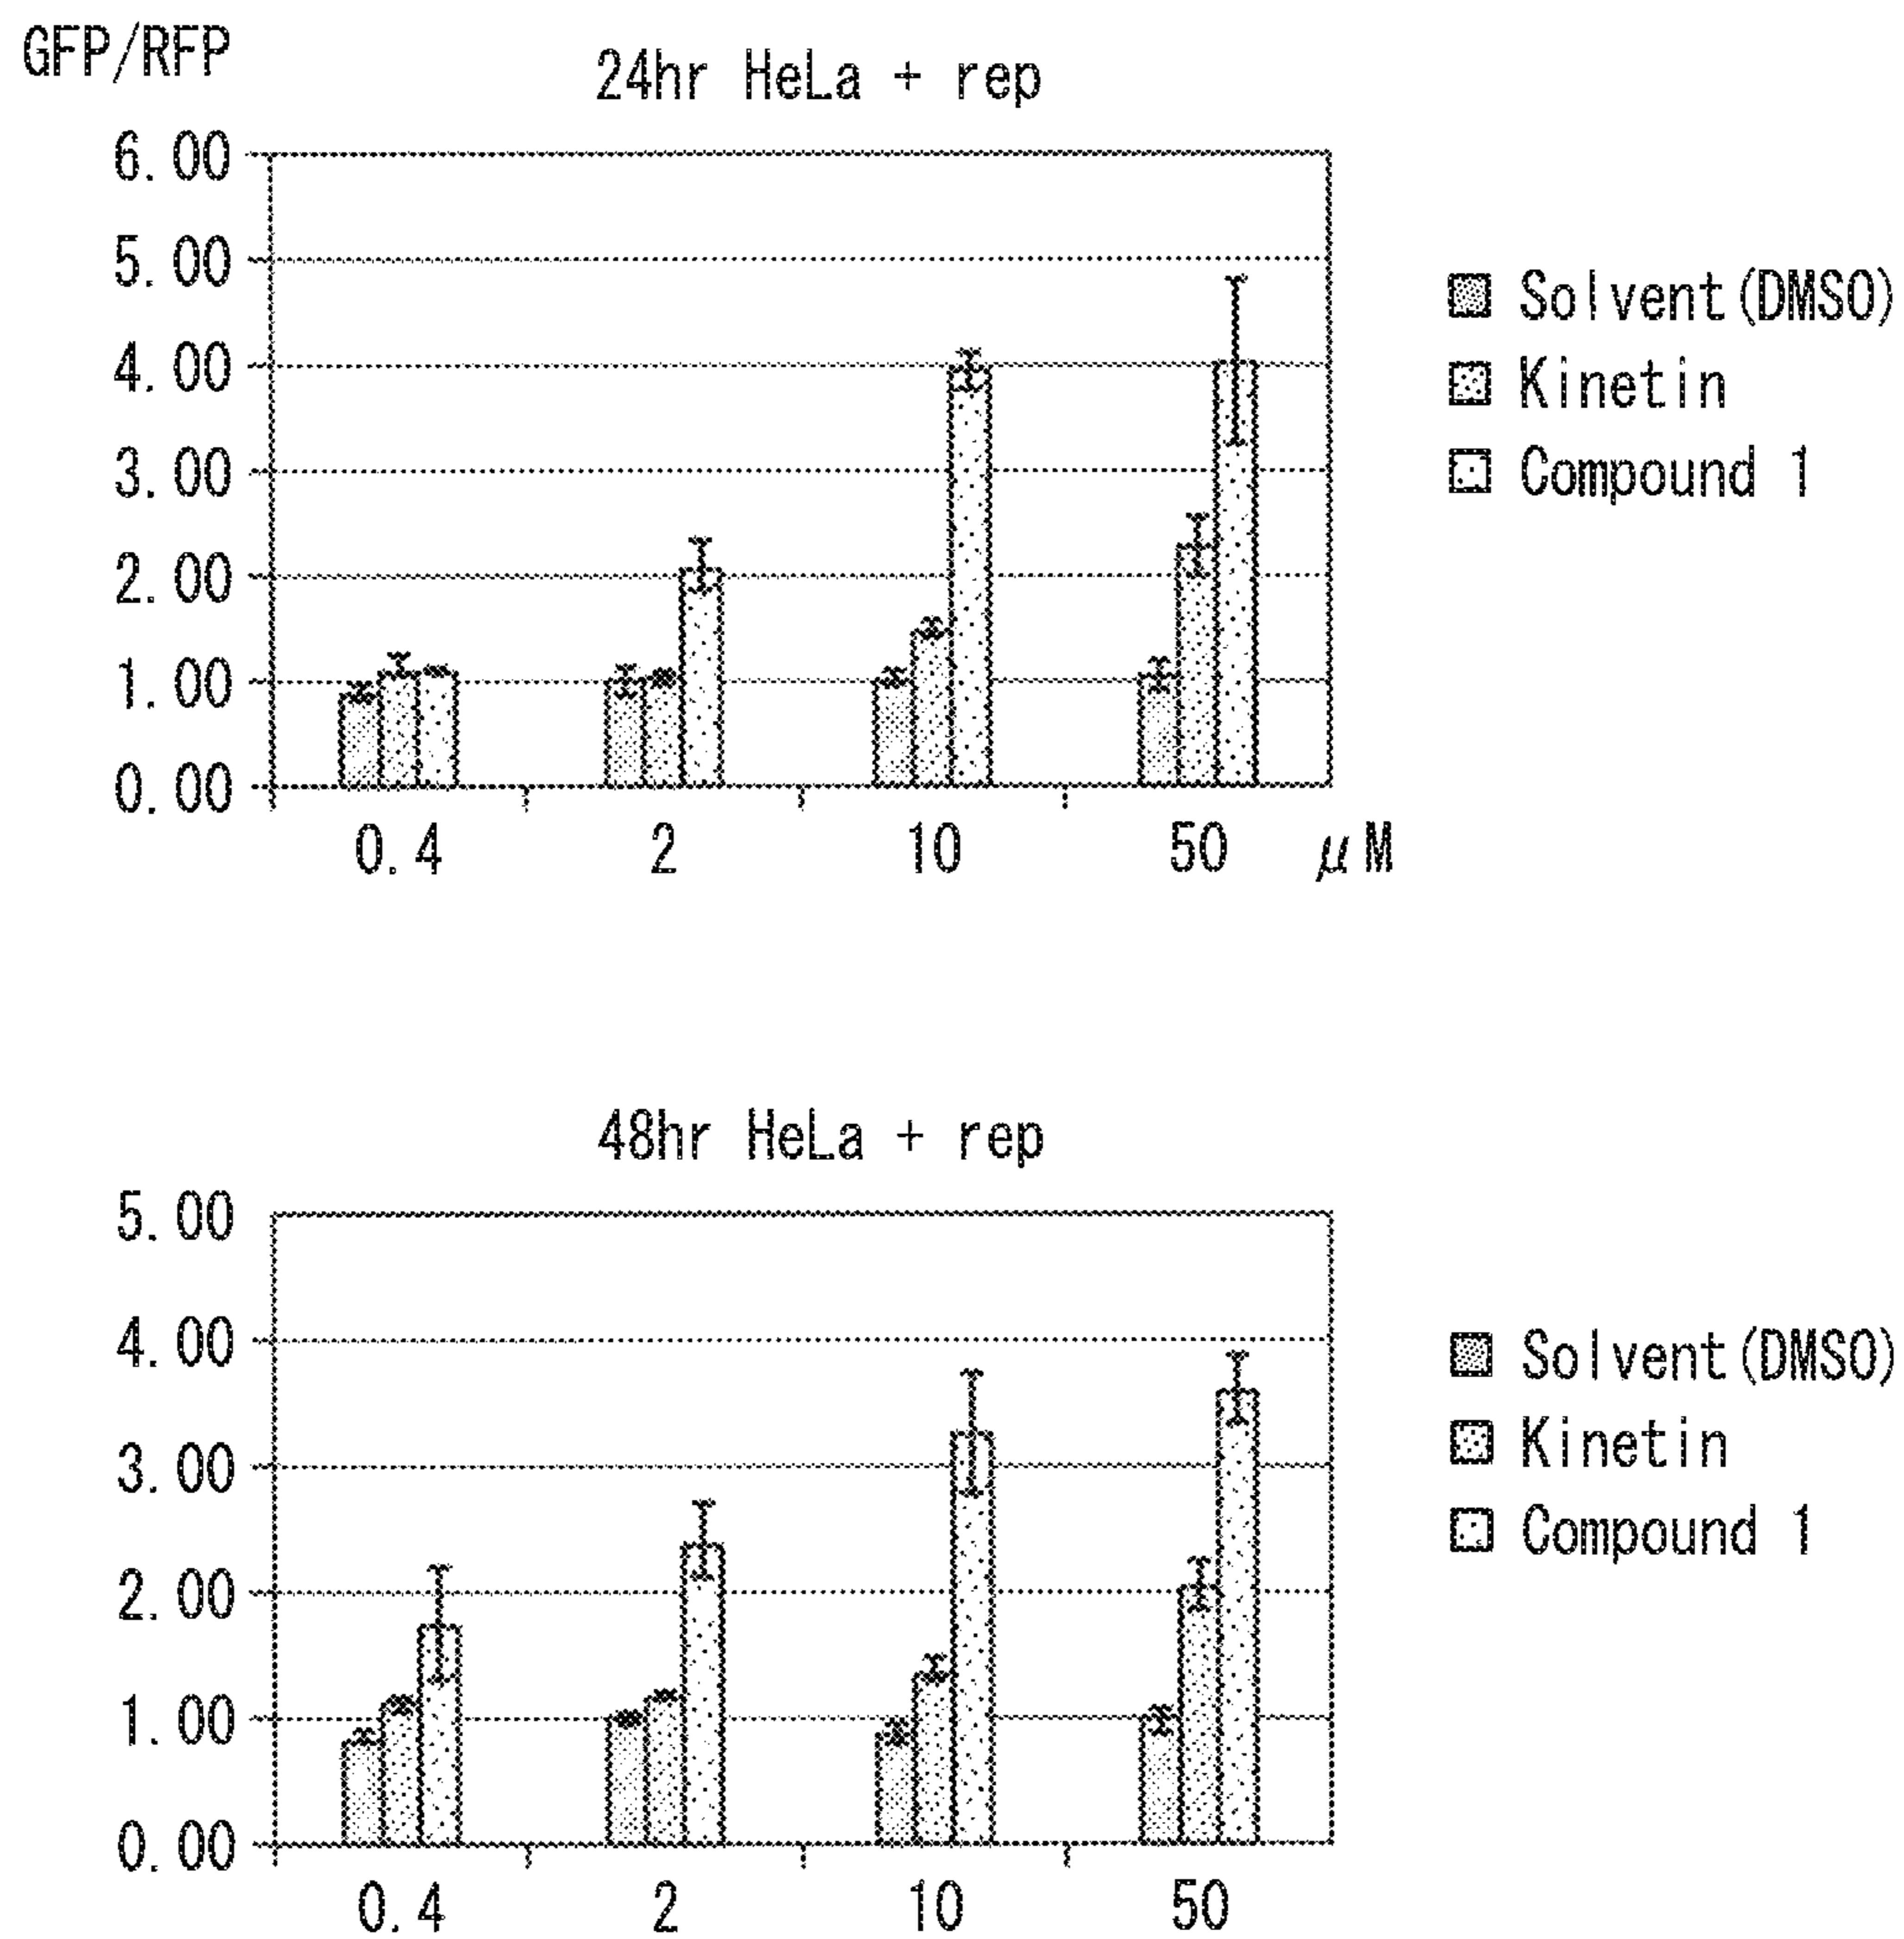 GFP/RFP
24hr HeLa + rep
6.00
5.00
4.00
3.00
2.00
1.00
0.00
0.4 2 10 50 μM
Solvent(DMSO)
Kinetin
Compound 1
48hr HeLa + rep
5.00
4.00
3.00
2.00
1.00
0.00
0.4 2 10 50
Solvent(DMSO)
Kinetin
Compound 1